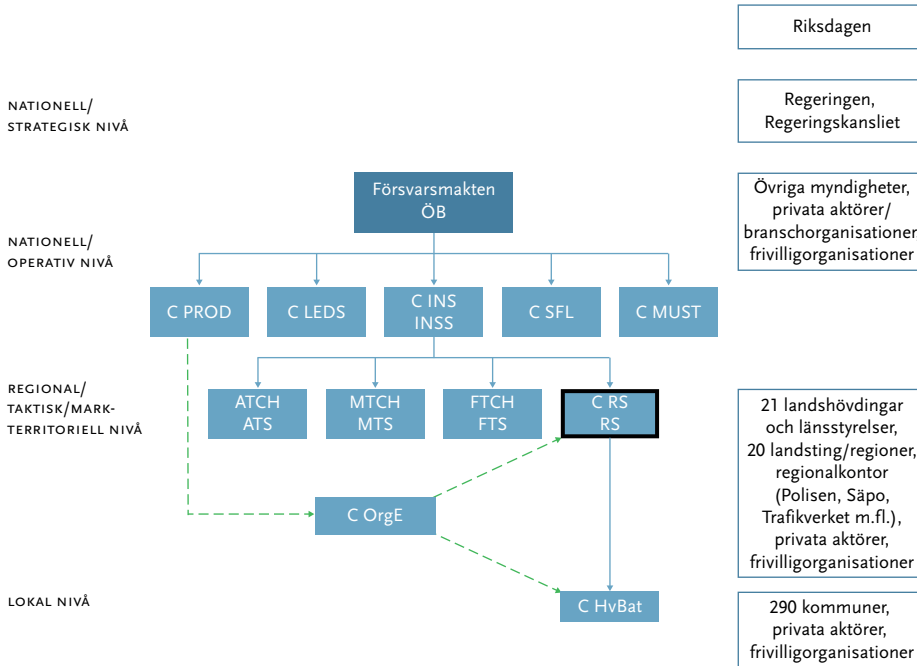 Riksdagen
NATIONELL/
STRATEGISK NIVÅ
Regeringen,
Regeringskansliet
Försvarsmakten
ÖB
Övriga myndigheter,
privata aktörer/
branschorganisationer
frivilligorganisationer
NATIONELL/
OPERATIV NIVÅ
C PROD
C LEDS
C INS
INSS
C SFL
C MUST
REGIONAL/
TAKTISK/MARK-
TERRITORIELL NIVÅ
ATCH
ATS
MTCH
MTS
FTCH
FTS
C RS
RS
21 landshövdingar
och länsstyrelser,
20 landsting/regioner,
regionalkontor
(Polisen, Säpo,
Trafikverket m.fl.),
privata aktörer,
frivilligorganisationer
C OrgE
LOKAL NIVÅ
C HvBat
290 kommuner,
privata aktörer,
frivilligorganisationer